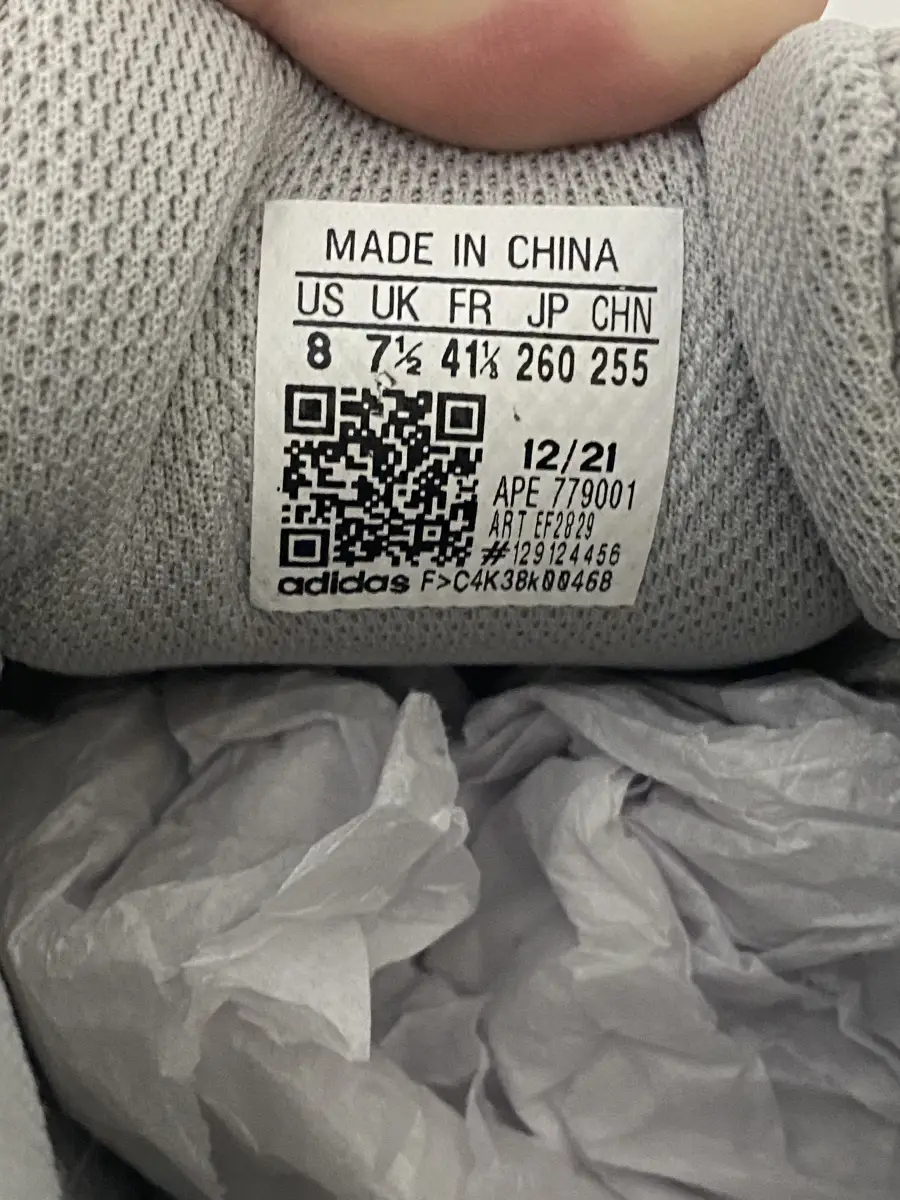 MADE IN CHINA
US UK FR JP CHN
8 7½ 41⅓ 260 255
12/21
APE 779001
ART EF2829
#129124456
adidas F>C4K38k00468